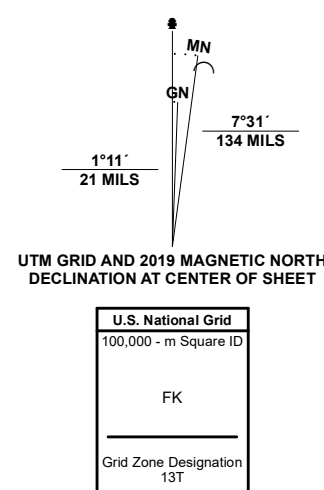 MN
GN
7°31´
134 MILS
1°11´
21 MILS
UTM GRID AND 2019 MAGNETIC NORTH
DECLINATION AT CENTER OF SHEET
U.S. National Grid
100,000 - m Square ID
FK
Grid Zone Designation
13T